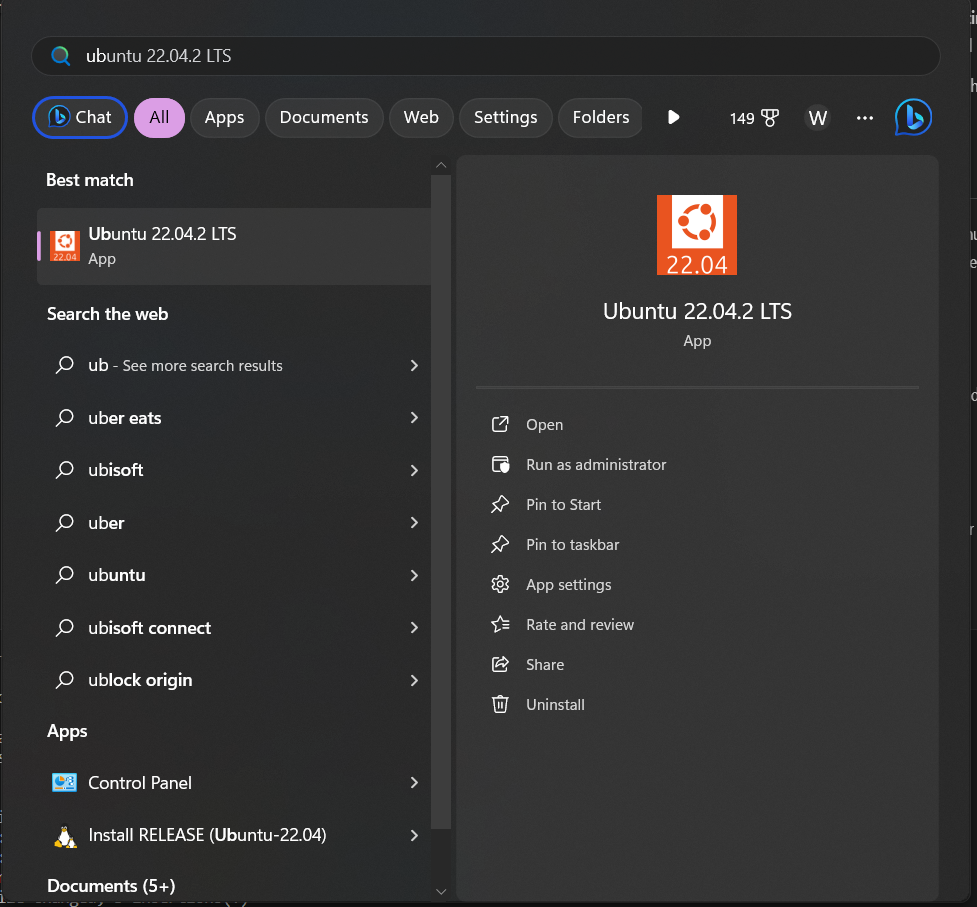 ubuntu 22.04.2 LTS
Chat
All
Apps
Documents
Web
Settings
Folders
149
W
Best match
Ubuntu 22.04.2 LTS
App
22.04
Search the web
ub - See more search results
uber eats
ubisoft
uber
ubuntu
ubisoft connect
ublock origin
Apps
Control Panel
Install RELEASE (Ubuntu-22.04)
Documents (5+)
22.04
Ubuntu 22.04.2 LTS
App
Open
Run as administrator
Pin to Start
Pin to taskbar
App settings
Rate and review
Share
Uninstall